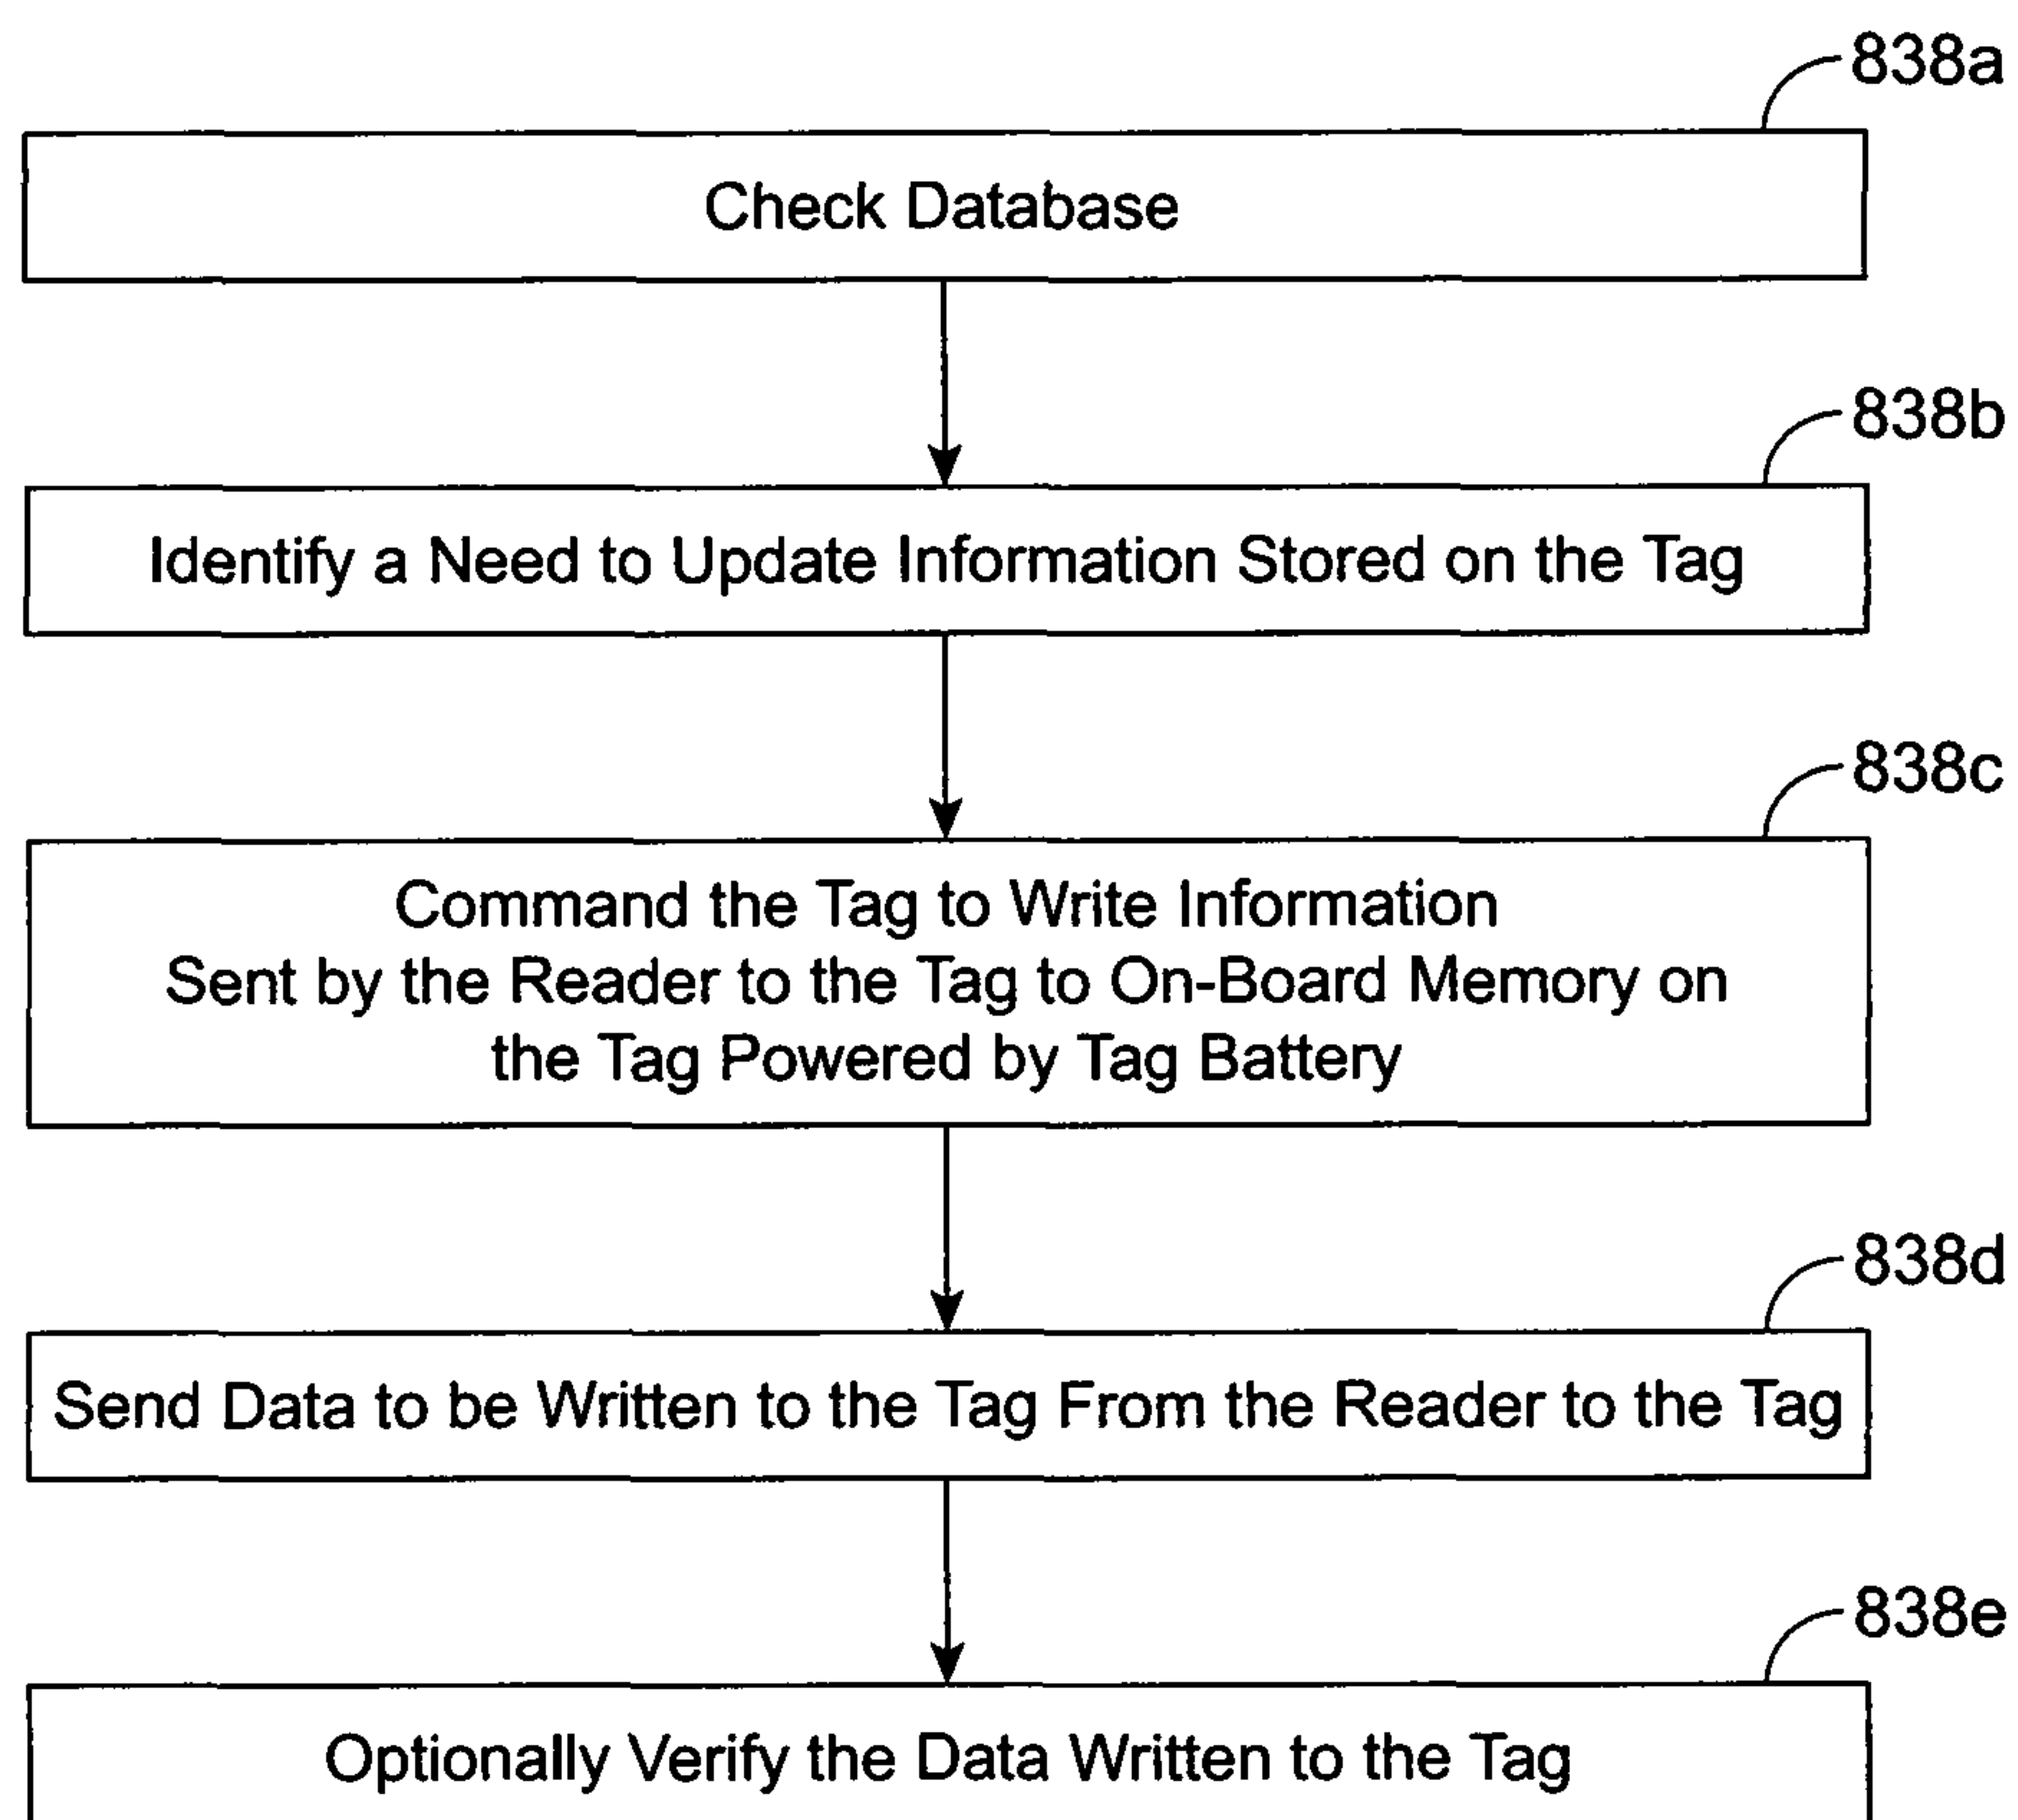 838a
Check Database
838b
Identify a Need to Update Information Stored on the Tag
838c
Command the Tag to Write Information
Sent by the Reader to the Tag to On-Board Memory on
the Tag Powered by Tag Battery
838d
Send Data to be Written to the Tag From the Reader to the Tag
838e
Optionally Verify the Data Written to the Tag